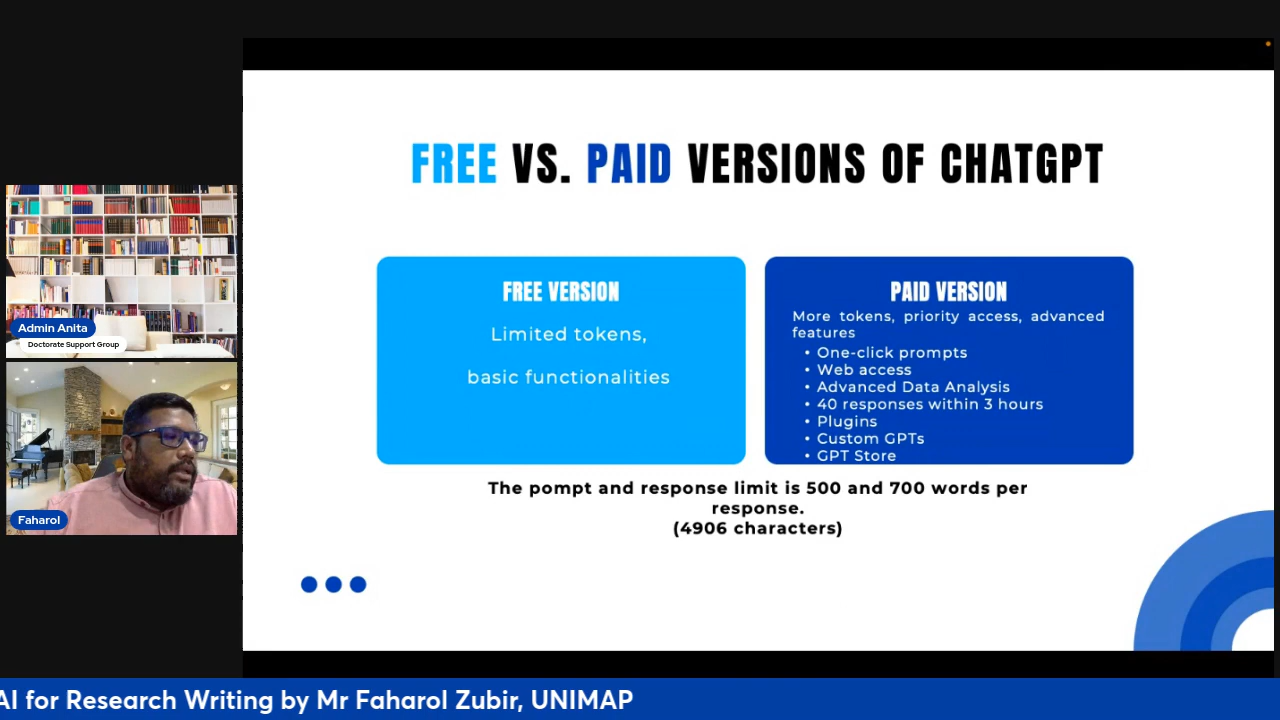 FREE VS. PAID VERSIONS OF CHATGPT
FREE VERSION
Limited tokens,
basic functionalities
PAID VERSION
More tokens, priority access, advanced
features
• One-click prompts
• Web access
• Advanced Data Analysis
• 40 responses within 3 hours
• Plugins
• Custom GPTs
• GPT Store
The pompt and response limit is 500 and 700 words per
response.
(4906 characters)
Admin Anita
Doctorate Support Group
Faharol
AI for Research Writing by Mr Faharol Zubir, UNIMAP